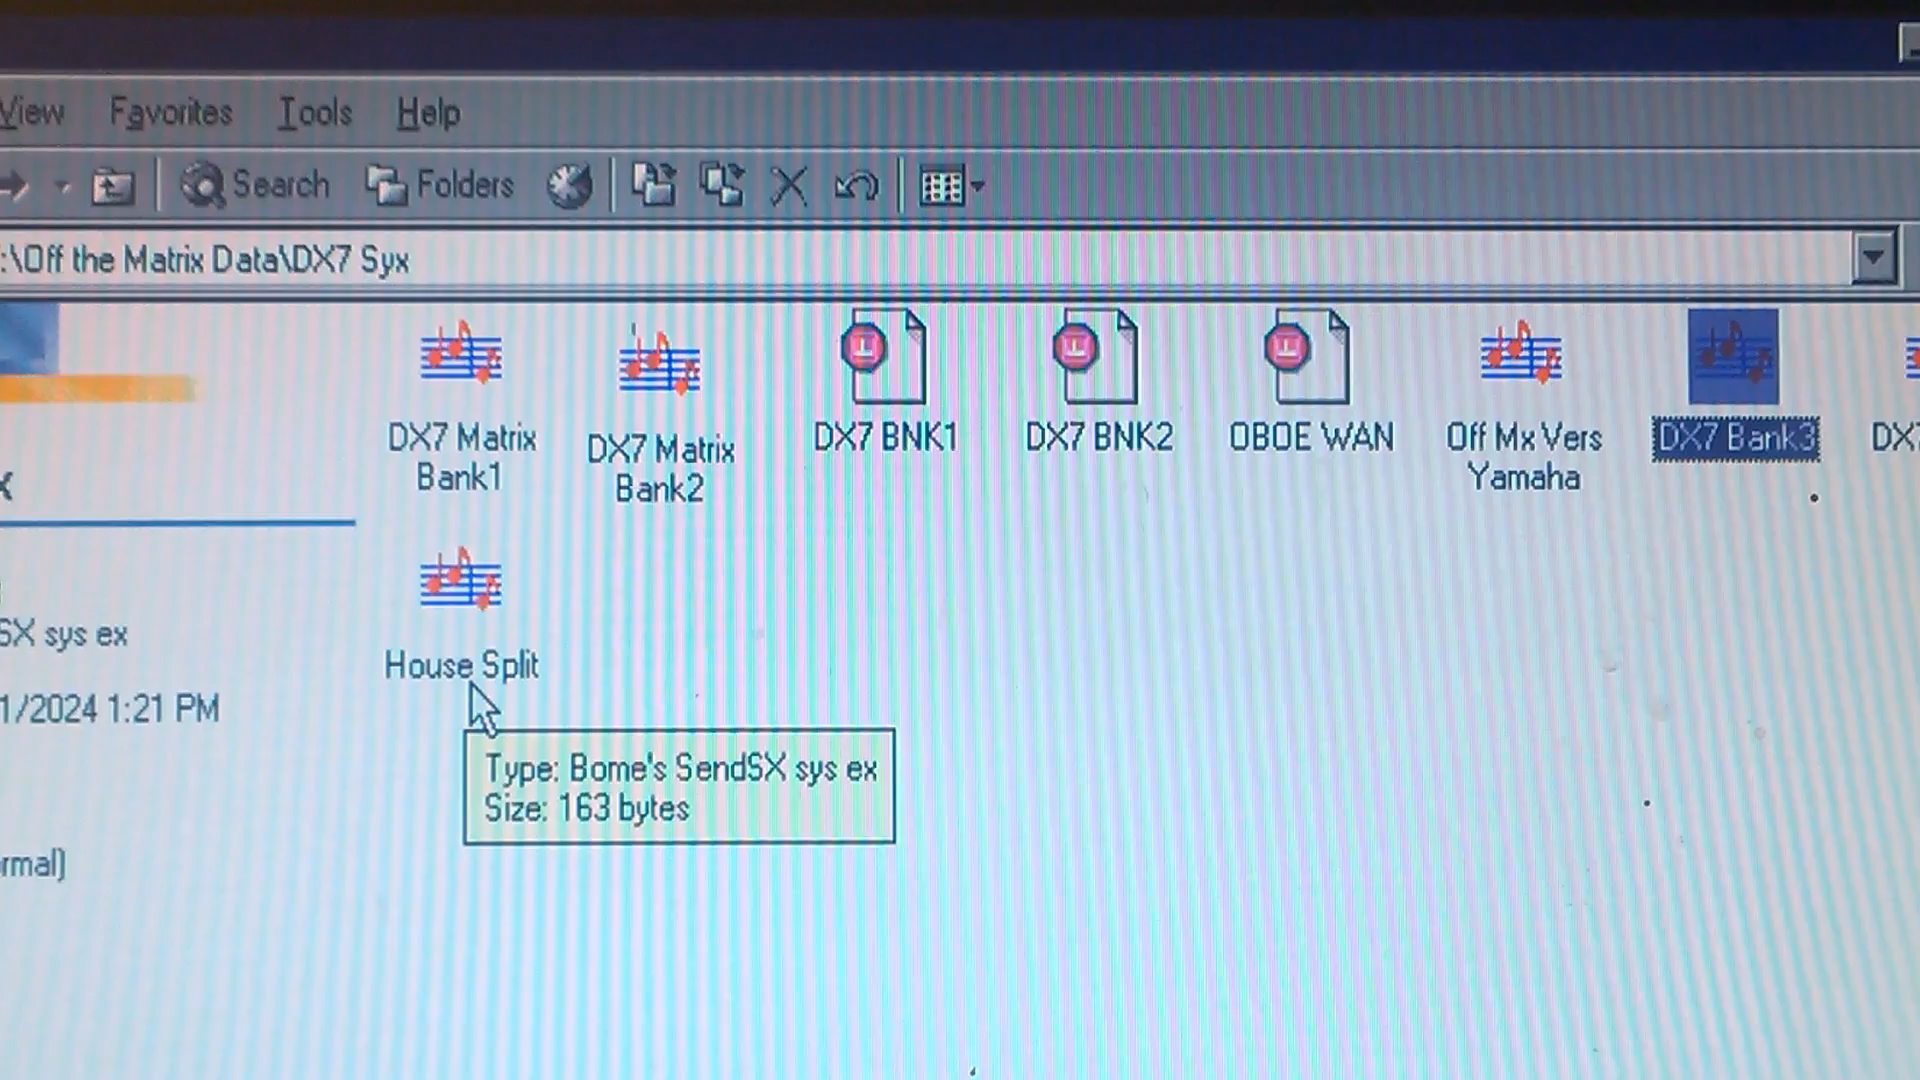 View Favorites Tools Help
Search Folders
:\Off the Matrix Data\DX7 Syx
DX7 Matrix
Bank1
DX7 Matrix
Bank2
DX7 BNK1
DX7 BNK2
OBOE WAN
Off Mx Vers
Yamaha
DX7 Bank3
DX7
House Split
SX sys ex
1/2024 1:21 PM
Type: Bome's SendSX sys ex
Size: 163 bytes
rmal)